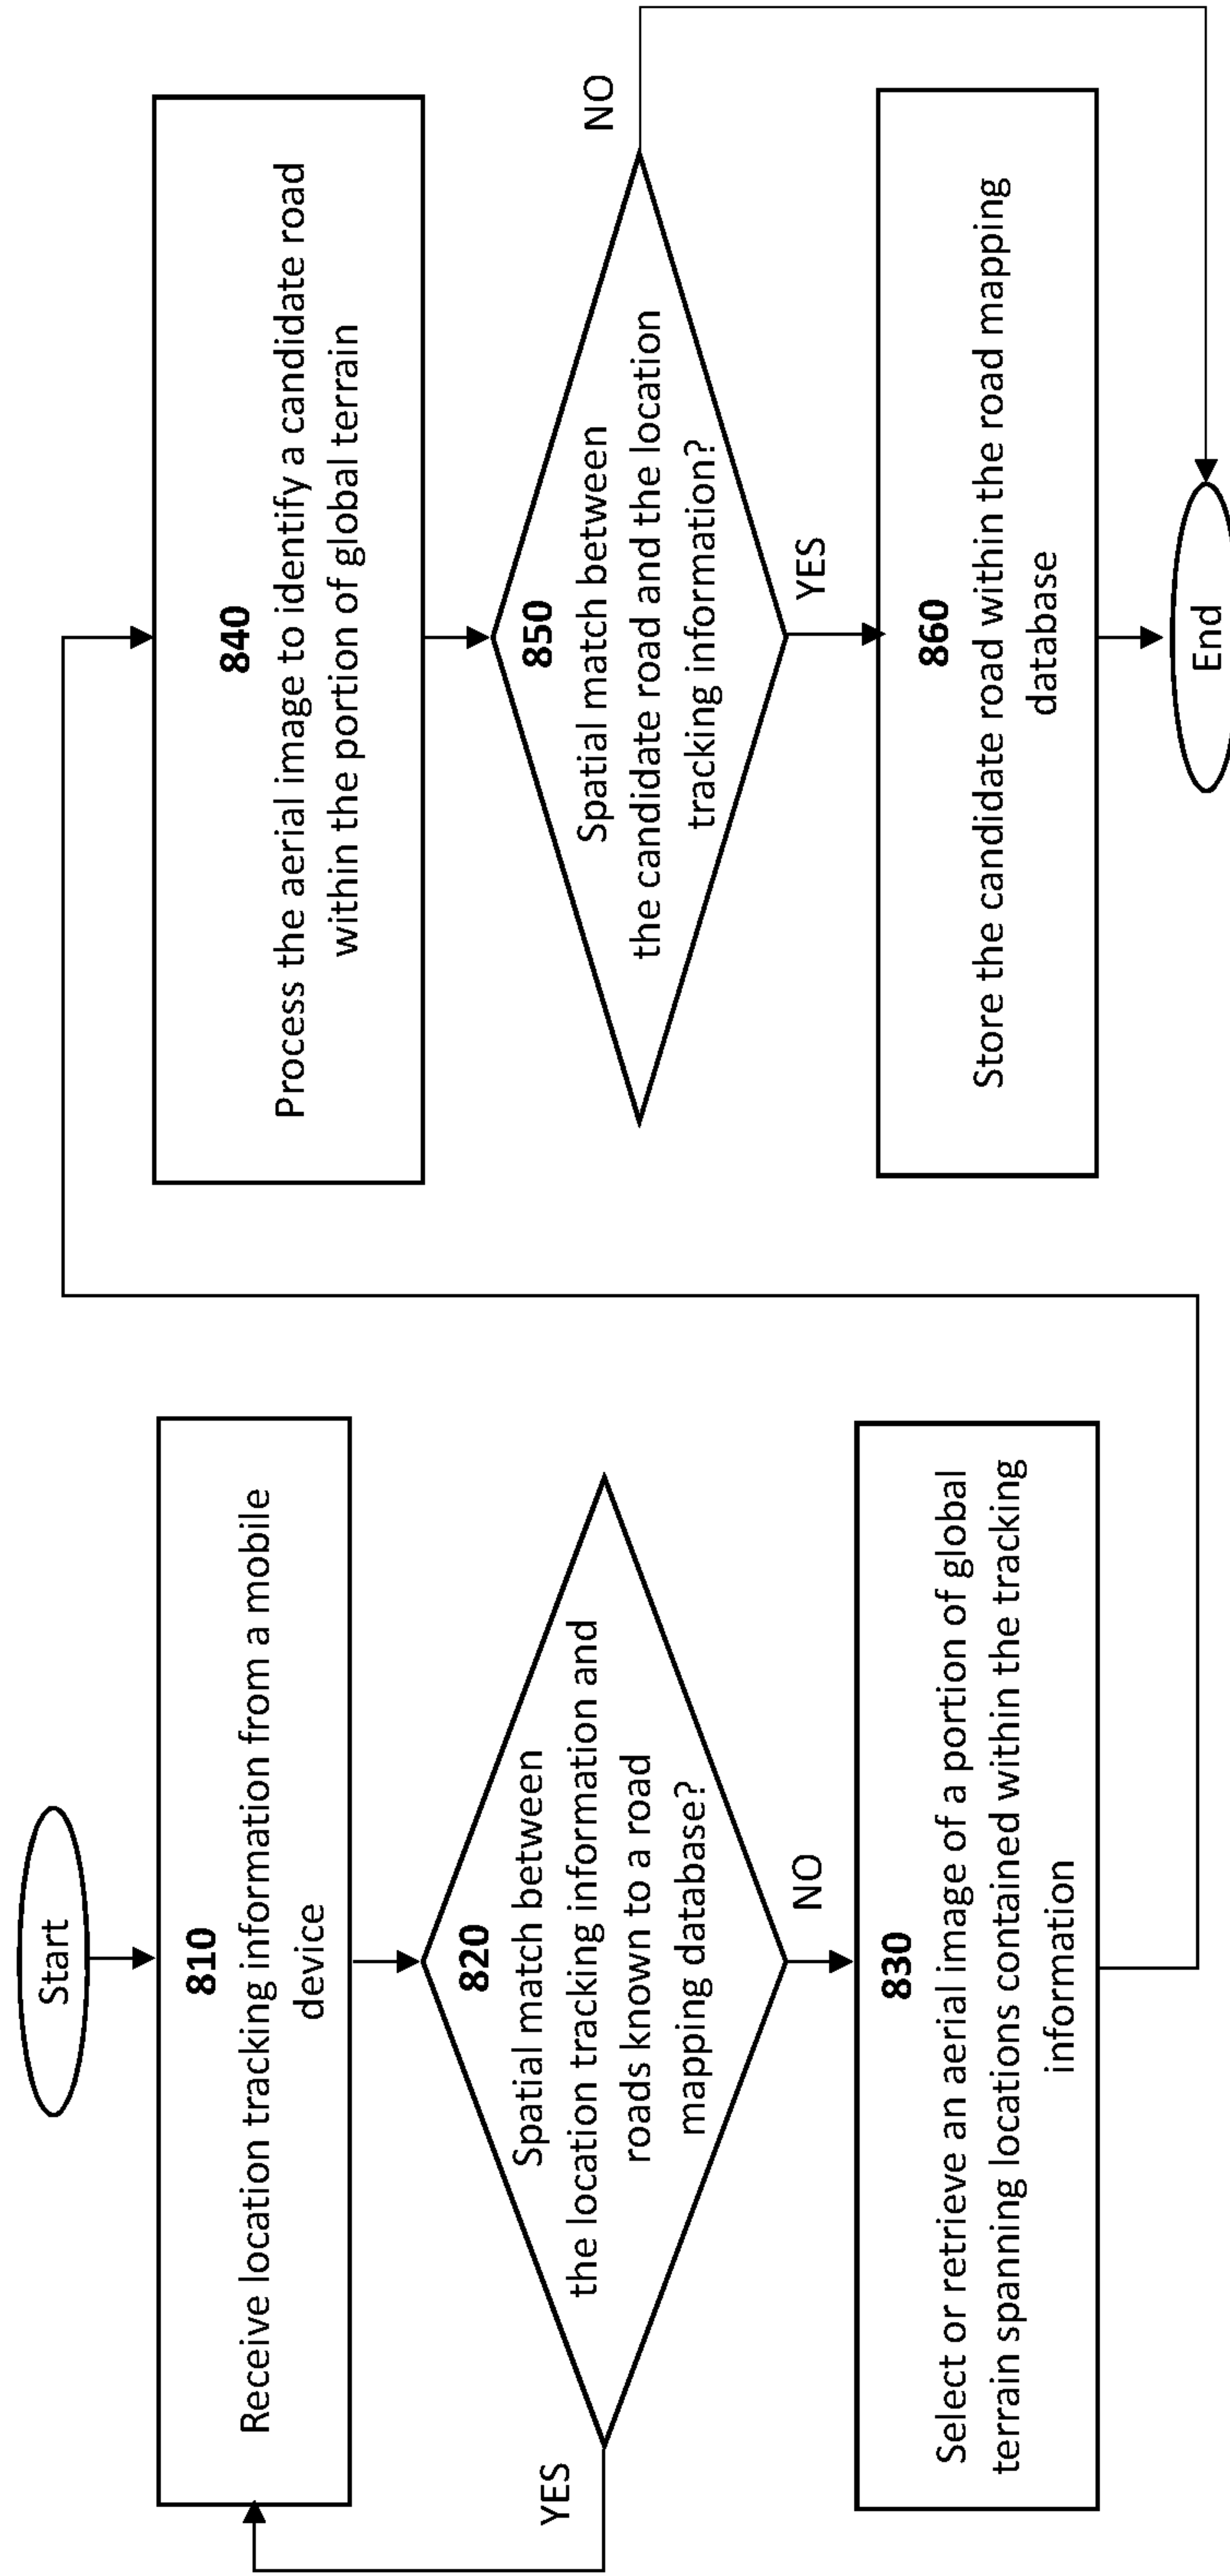 Start
810
Receive location tracking information from a mobile
device
820
Spatial match between
the location tracking information and
roads known to a road
mapping database?
YES
NO
830
Select or retrieve an aerial image of a portion of global
terrain spanning locations contained within the tracking
information
840
Process the aerial image to identify a candidate road
within the portion of global terrain
850
Spatial match between
the candidate road and the location
tracking information?
NO
YES
860
Store the candidate road within the road mapping
database
End